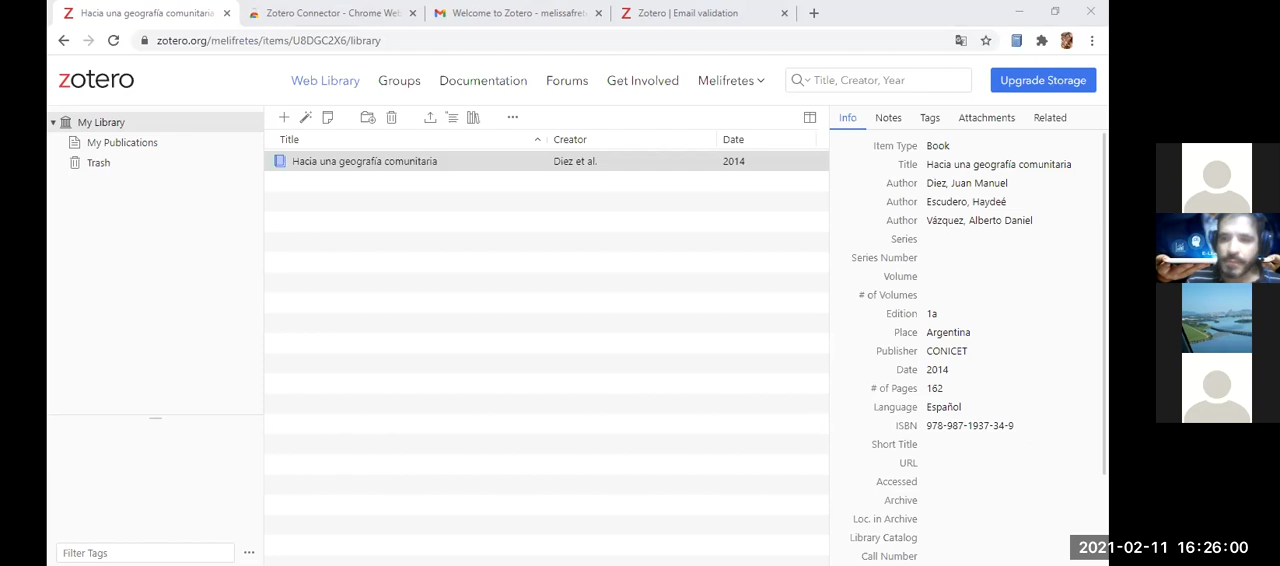 Hacia una geografía comunitaria
Zotero Connector - Chrome Web
Welcome to Zotero - melissafret
Zotero | Email validation
zotero.org/melifretes/items/U8DGC2X6/library
zotero
Web Library
Groups
Documentation
Forums
Get Involved
Melifretes
Title, Creator, Year
Upgrade Storage
My Library
My Publications
Trash
Title
Creator
Date
Hacia una geografía comunitaria
Diez et al.
2014
Info
Notes
Tags
Attachments
Related
Item Type Book
Title Hacia una geografía comunitaria
Author Diez, Juan Manuel
Author Escudero, Haydeé
Author Vázquez, Alberto Daniel
Series
Series Number
Volume
# of Volumes
Edition 1a
Place Argentina
Publisher CONICET
Date 2014
# of Pages 162
Language Español
ISBN 978-987-1937-34-9
Short Title
URL
Accessed
Archive
Loc. in Archive
Library Catalog
Call Number
Filter Tags
2021-02-11 16:26:00